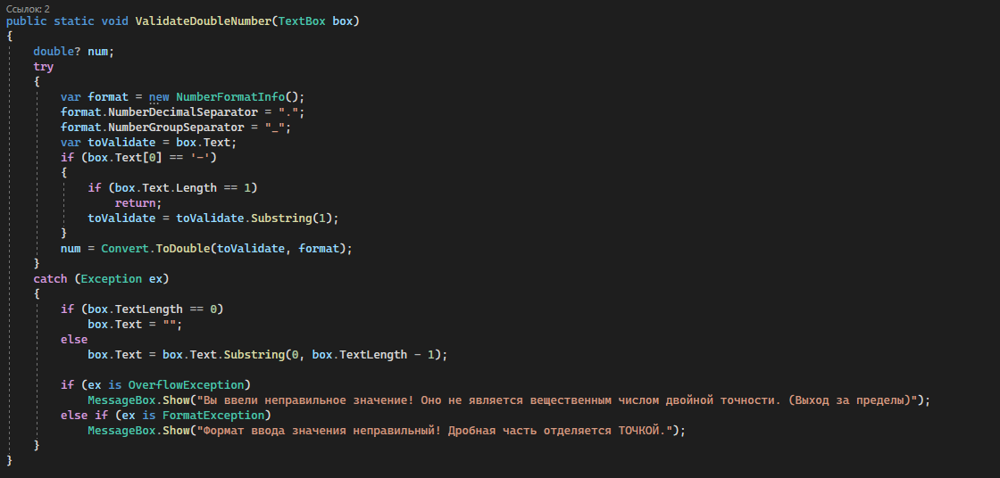 Ссылок: 2
public static void ValidateDoubleNumber(TextBox box)
{
    double? num;
    try
    {
        var format = new NumberFormatInfo();
        format.NumberDecimalSeparator = ".";
        format.NumberGroupSeparator = "_";
        var toValidate = box.Text;
        if (box.Text[0] == '-')
        {
            if (box.Text.Length == 1)
                return;
            toValidate = toValidate.Substring(1);
        }
        num = Convert.ToDouble(toValidate, format);
    }
    catch (Exception ex)
    {
        if (box.TextLength == 0)
            box.Text = "";
        else
            box.Text = box.Text.Substring(0, box.TextLength - 1);

        if (ex is OverflowException)
            MessageBox.Show("Вы ввели неправильное значение! Оно не является вещественным числом двойной точности. (Выход за пределы)");
        else if (ex is FormatException)
            MessageBox.Show("Формат ввода значения неправильный! Дробная часть отделяется ТОЧКОЙ.");
    }
}